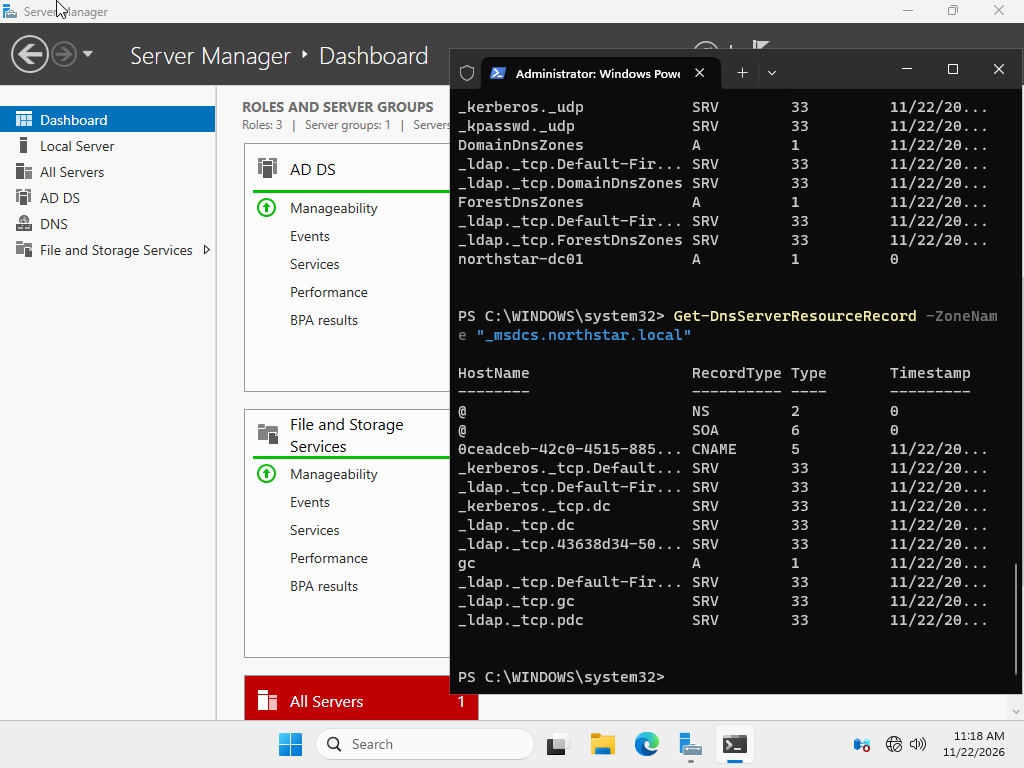 Server Manager
Server Manager • Dashboard
Dashboard
Local Server
All Servers
AD DS
DNS
File and Storage Services
ROLES AND SERVER GROUPS
Roles: 3 | Server groups: 1 | Servers
AD DS
Manageability
Events
Services
Performance
BPA results
File and Storage
Services
Manageability
Events
Services
Performance
BPA results
All Servers 1
Administrator: Windows Powe
_kerberos._udp SRV 33 11/22/20...
_kpasswd._udp SRV 33 11/22/20...
DomainDnsZones A 1 11/22/20...
_ldap._tcp.Default-Fir... SRV 33 11/22/20...
_ldap._tcp.DomainDnsZones SRV 33 11/22/20...
ForestDnsZones A 1 11/22/20...
_ldap._tcp.Default-Fir... SRV 33 11/22/20...
_ldap._tcp.ForestDnsZones SRV 33 11/22/20...
northstar-dc01 A 1 0
PS C:\WINDOWS\system32> Get-DnsServerResourceRecord -ZoneNam
e "_msdcs.northstar.local"
HostName RecordType Type Timestamp
-------- ---------- ---- ---------
@ NS 2 0
@ SOA 6 0
0ceadceb-42c0-4515-885... CNAME 5 11/22/20...
_kerberos._tcp.Default... SRV 33 11/22/20...
_ldap._tcp.Default-Fir... SRV 33 11/22/20...
_kerberos._tcp.dc SRV 33 11/22/20...
_ldap._tcp.dc SRV 33 11/22/20...
_ldap._tcp.43638d34-50... SRV 33 11/22/20...
gc A 1 11/22/20...
_ldap._tcp.Default-Fir... SRV 33 11/22/20...
_ldap._tcp.gc SRV 33 11/22/20...
_ldap._tcp.pdc SRV 33 11/22/20...
PS C:\WINDOWS\system32>
Search
11:18 AM
11/22/2026